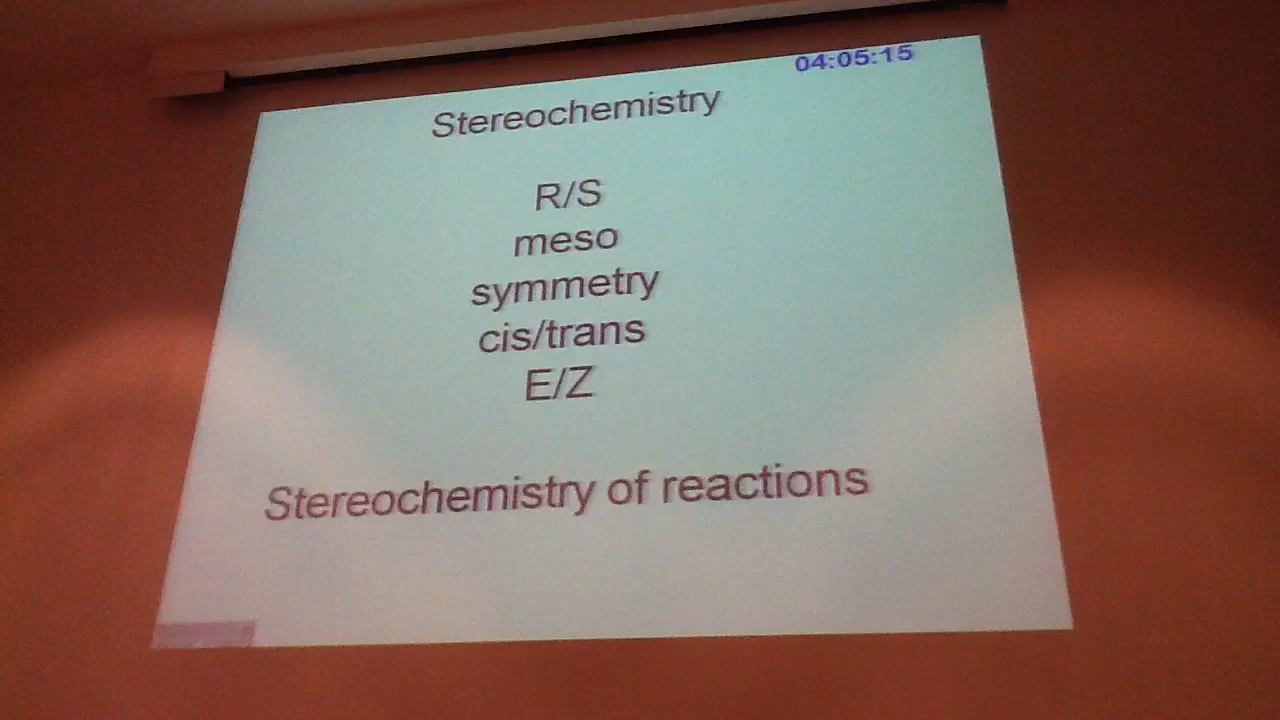 04:05:15
Stereochemistry
R/S
meso
symmetry
cis/trans
E/Z
Stereochemistry of reactions